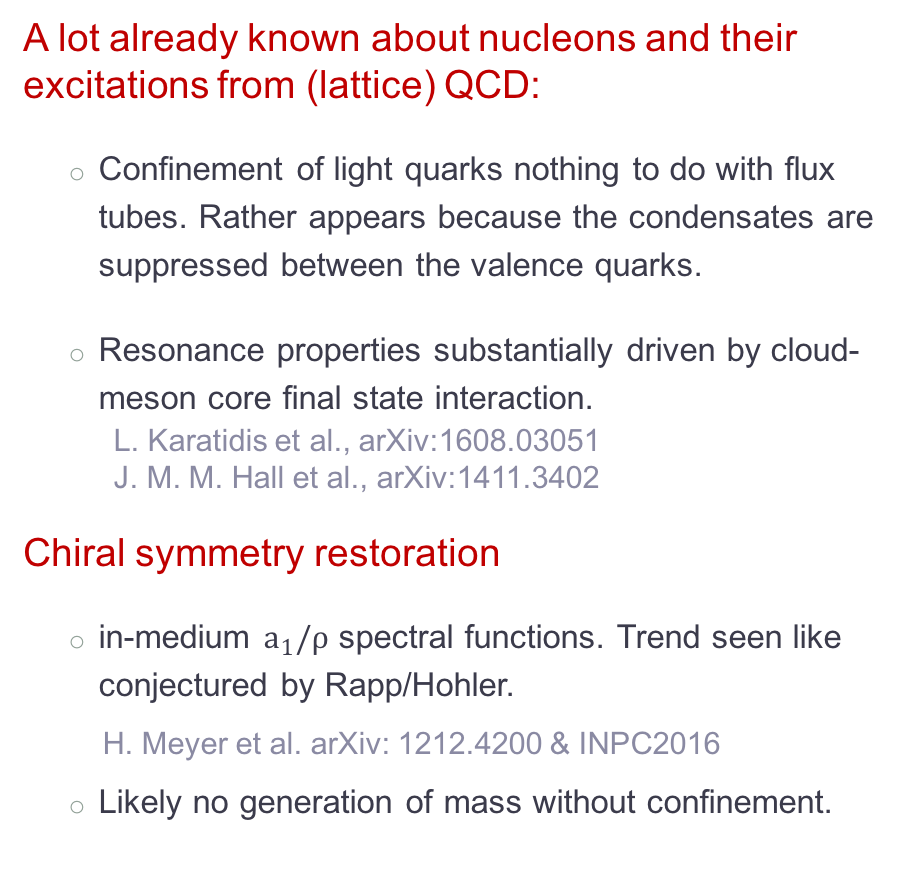 A lot already known about nucleons and their
excitations from (lattice) QCD:
○ Confinement of light quarks nothing to do with flux
tubes. Rather appears because the condensates are
suppressed between the valence quarks.
○ Resonance properties substantially driven by cloud-
meson core final state interaction.
L. Karatidis et al., arXiv:1608.03051
J. M. M. Hall et al., arXiv:1411.3402
Chiral symmetry restoration
○ in-medium a₁/ρ spectral functions. Trend seen like
conjectured by Rapp/Hohler.
H. Meyer et al. arXiv: 1212.4200 & INPC2016
○ Likely no generation of mass without confinement.